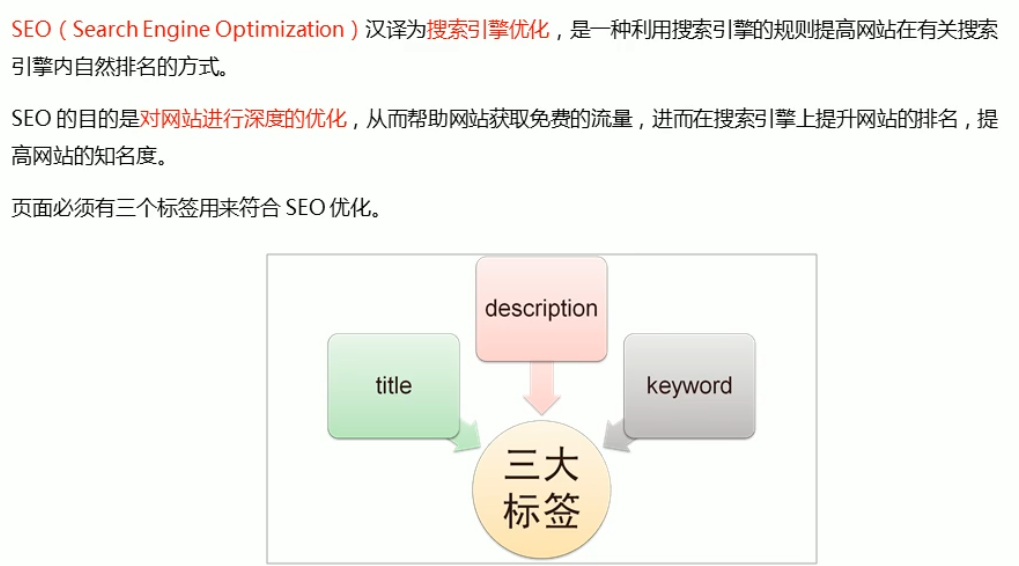 SEO（Search Engine Optimization）汉译为搜索引擎优化，是一种利用搜索引擎的规则提高网站在有关搜索
引擎内自然排名的方式。
SEO 的目的是对网站进行深度的优化，从而帮助网站获取免费的流量，进而在搜索引擎上提升网站的排名，提
高网站的知名度。
页面必须有三个标签用来符合 SEO 优化。
description
title
keyword
三大
标签